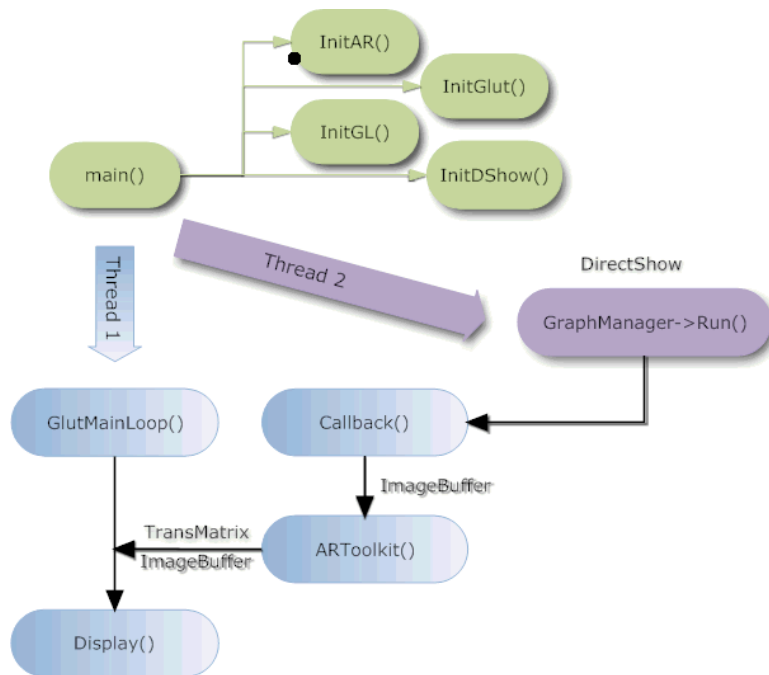 InitAR()
InitGlut()
InitGL()
main()
InitDShow()
Thread 1
Thread 2
DirectShow
GraphManager->Run()
GlutMainLoop()
Callback()
ImageBuffer
TransMatrix
ImageBuffer
ARToolkit()
Display()